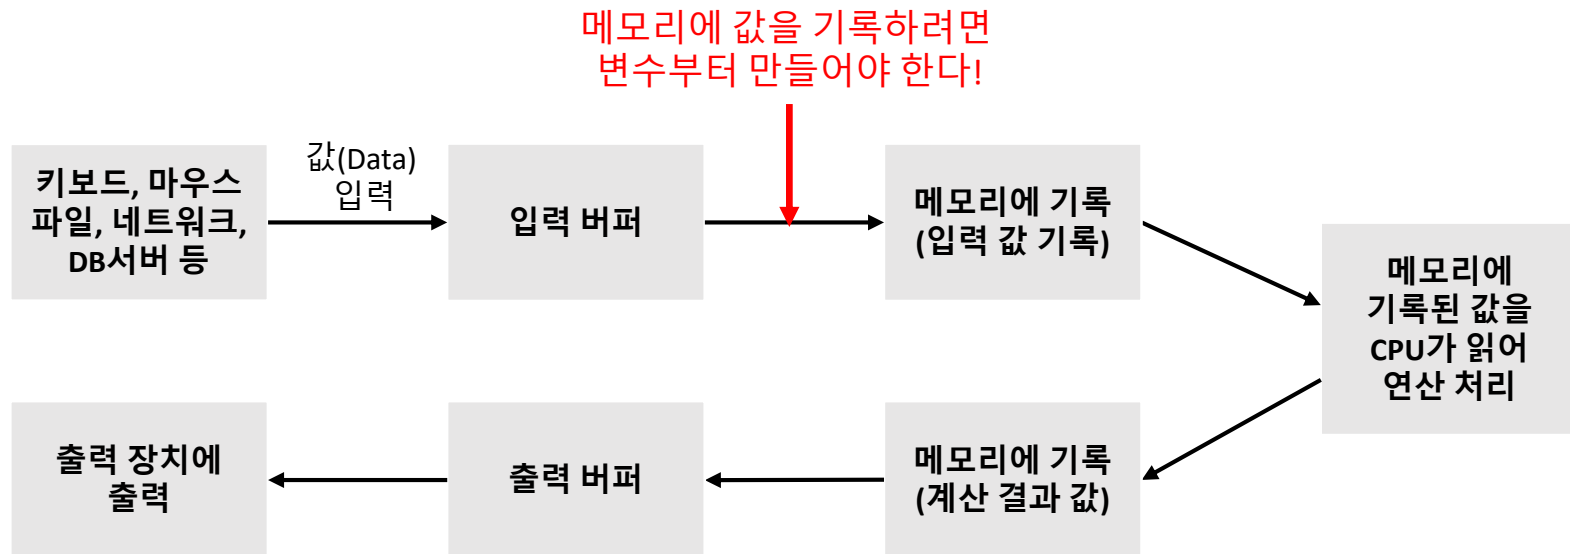 메모리에 값을 기록하려면
변수부터 만들어야 한다!
키보드, 마우스
파일, 네트워크,
DB서버 등
값(Data)
입력
입력 버퍼
메모리에 기록
(입력 값 기록)
메모리에
기록된 값을
CPU가 읽어
연산 처리
출력 장치에
출력
출력 버퍼
메모리에 기록
(계산 결과 값)